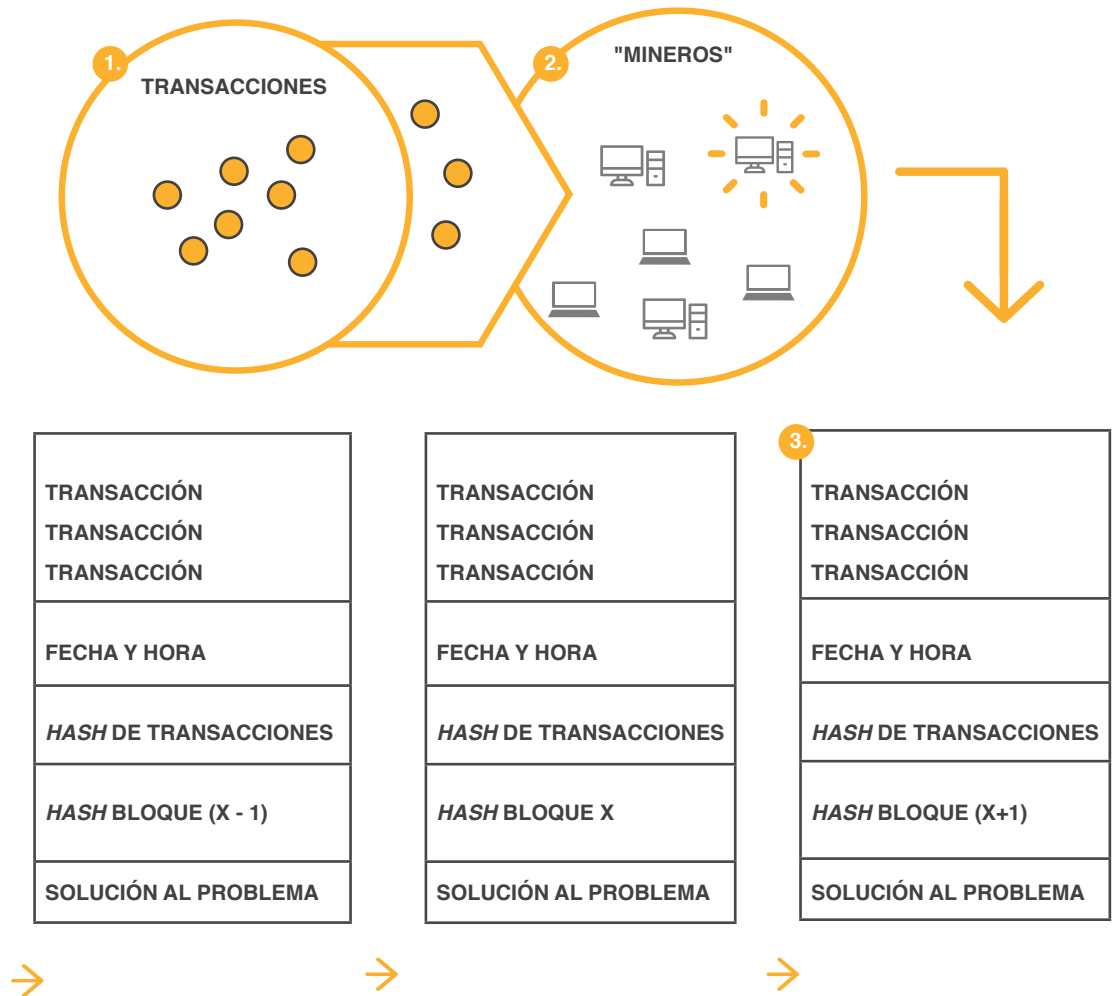 1.
TRANSACCIONES
2.
"MINEROS"
TRANSACCIÓN
TRANSACCIÓN
TRANSACCIÓN
FECHA Y HORA
HASH DE TRANSACCIONES
HASH BLOQUE (X - 1)
SOLUCIÓN AL PROBLEMA
TRANSACCIÓN
TRANSACCIÓN
TRANSACCIÓN
FECHA Y HORA
HASH DE TRANSACCIONES
HASH BLOQUE X
SOLUCIÓN AL PROBLEMA
3.
TRANSACCIÓN
TRANSACCIÓN
TRANSACCIÓN
FECHA Y HORA
HASH DE TRANSACCIONES
HASH BLOQUE (X+1)
SOLUCIÓN AL PROBLEMA